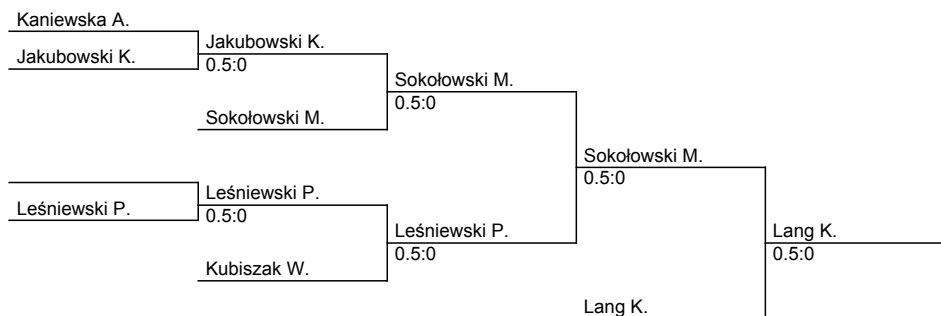 Kaniewska A.
Jakubowski K.
Jakubowski K.
0.5:0
Sokołowski M.
Sokołowski M.
0.5:0
Sokołowski M.
0.5:0
Leśniewski P.
Leśniewski P.
0.5:0
Kubiszak W.
Leśniewski P.
0.5:0
Lang K.
Lang K.
0.5:0